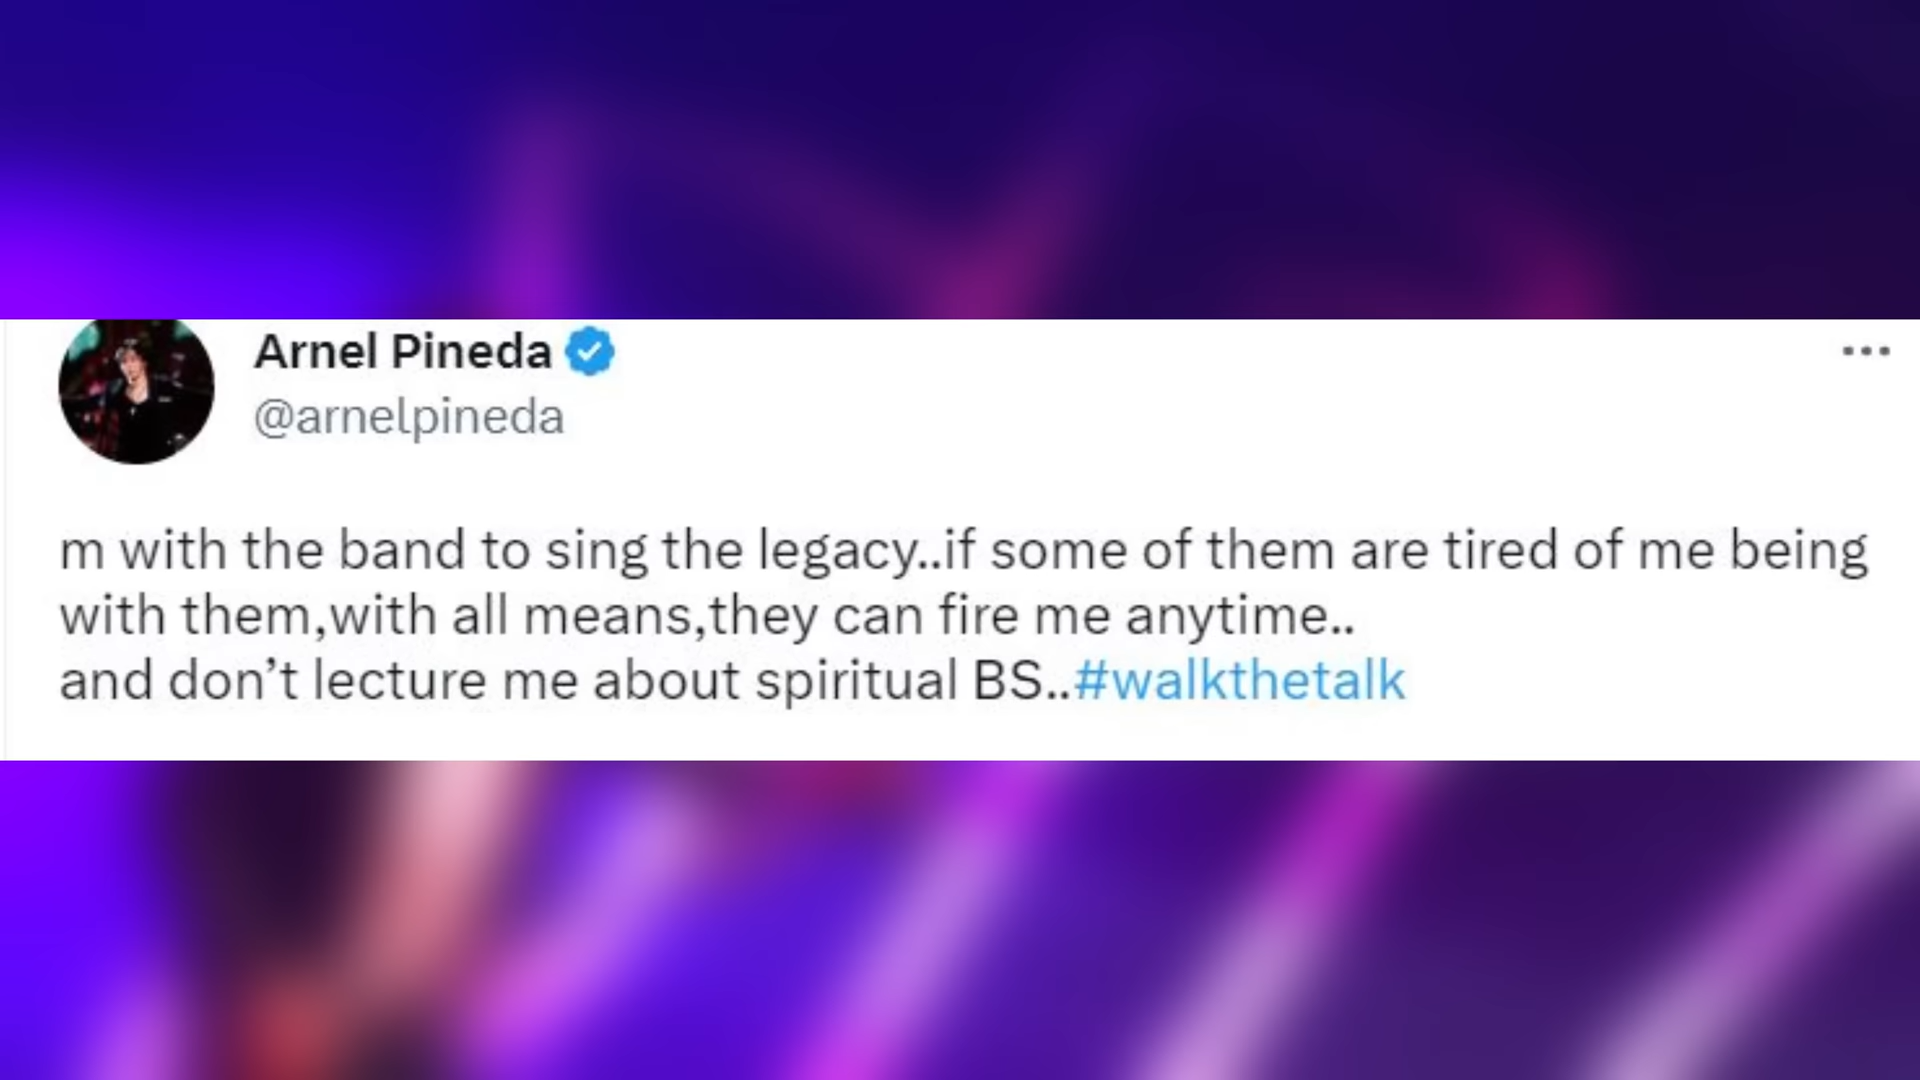 Arnel Pineda
@arnelpineda
m with the band to sing the legacy..if some of them are tired of me being
with them,with all means,they can fire me anytime..
and don’t lecture me about spiritual BS..#walkthetalk